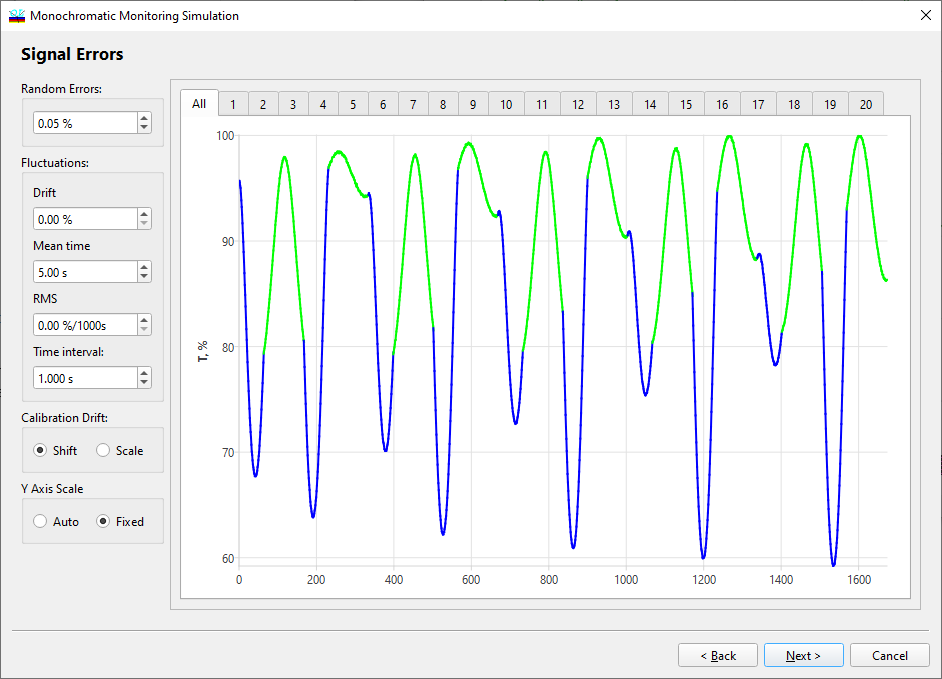 Monochromatic Monitoring Simulation
Signal Errors
Random Errors:
0.05 %
Fluctuations:
Drift
0.00 %
Mean time
5.00 s
RMS
0.00 %/1000s
Time interval:
1.000 s
Calibration Drift:
Shift Scale
Y Axis Scale
Auto Fixed
All 1 2 3 4 5 6 7 8 9 10 11 12 13 14 15 16 17 18 19 20
100
90
80
70
60
T, %
0 200 400 600 800 1000 1200 1400 1600
< Back Next > Cancel